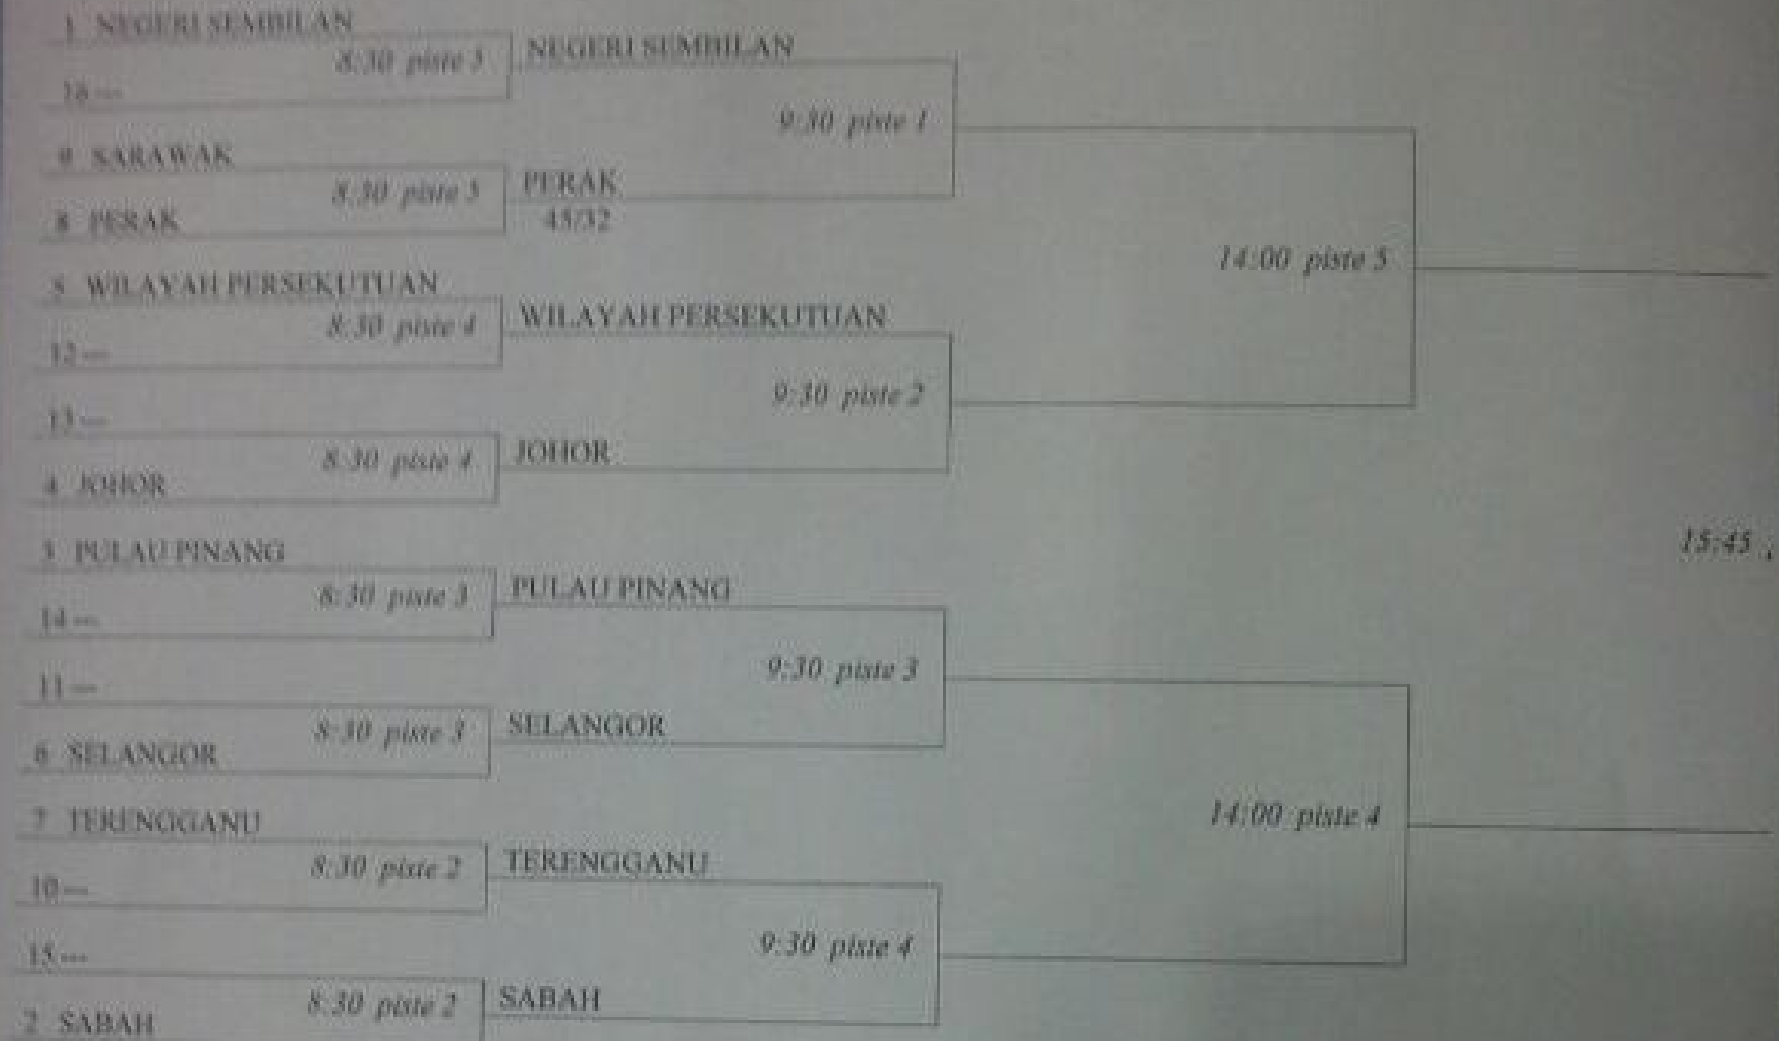 1 NEGERI SEMBILAN
8:30 piste 5
16 ---
NEGERI SEMBILAN
9:30 piste 1
9 SARAWAK
8:30 piste 5
8 PERAK
PERAK
45/32
14:00 piste 5
5 WILAYAH PERSEKUTUAN
8:30 piste 4
12 ---
WILAYAH PERSEKUTUAN
9:30 piste 2
13 ---
8:30 piste 4
4 JOHOR
JOHOR
15:45
3 PULAU PINANG
8:30 piste 3
14 ---
PULAU PINANG
9:30 piste 3
11 ---
8:30 piste 3
6 SELANGOR
SELANGOR
14:00 piste 4
7 TERENGGANU
8:30 piste 2
10 ---
TERENGGANU
9:30 piste 4
15 ---
8:30 piste 2
2 SABAH
SABAH